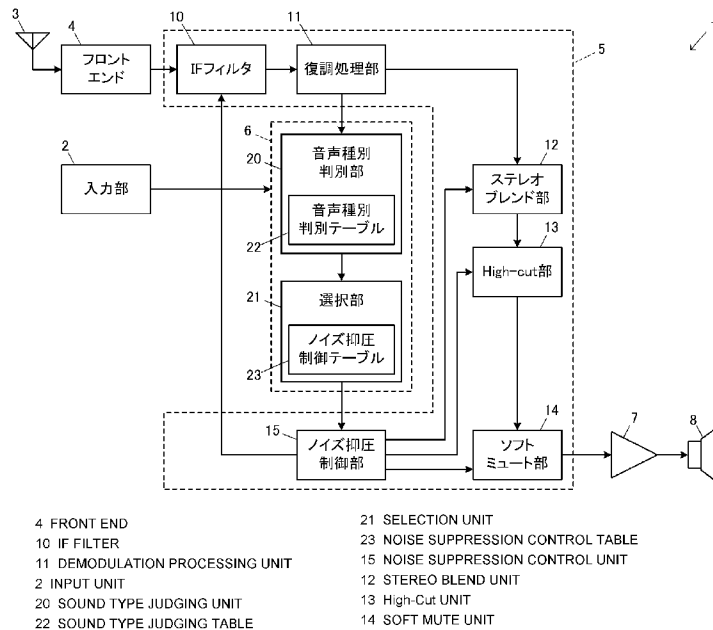 3
4
10
11
1
フロント
エンド
IFフィルタ
復調処理部
5
2
入力部
6
20
音声種別
判別部
22
音声種別
判別テーブル
12
ステレオ
ブレンド部
13
High-cut部
21
選択部
23
ノイズ抑圧
制御テーブル
15
ノイズ抑圧
制御部
14
ソフト
ミュート部
7
8
4 FRONT END
10 IF FILTER
11 DEMODULATION PROCESSING UNIT
2 INPUT UNIT
20 SOUND TYPE JUDGING UNIT
22 SOUND TYPE JUDGING TABLE
21 SELECTION UNIT
23 NOISE SUPPRESSION CONTROL TABLE
15 NOISE SUPPRESSION CONTROL UNIT
12 STEREO BLEND UNIT
13 High-Cut UNIT
14 SOFT MUTE UNIT